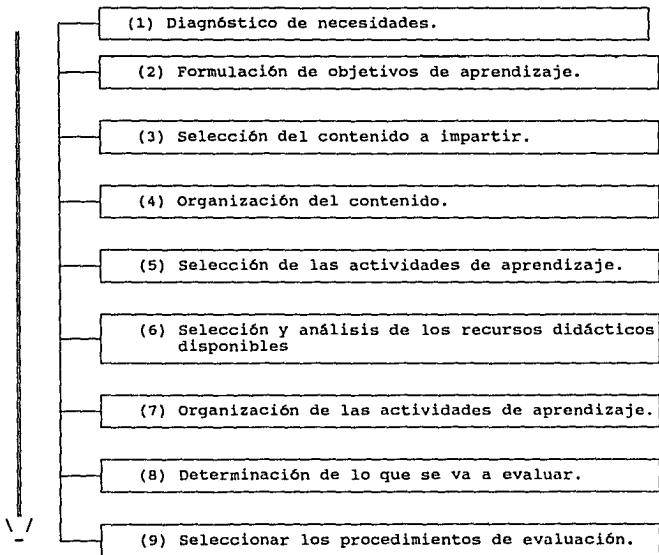 (1) Diagnóstico de necesidades.
(2) Formulación de objetivos de aprendizaje.
(3) Selección del contenido a impartir.
(4) Organización del contenido.
(5) Selección de las actividades de aprendizaje.
(6) Selección y análisis de los recursos didácticos
disponibles
(7) Organización de las actividades de aprendizaje.
(8) Determinación de lo que se va a evaluar.
(9) Seleccionar los procedimientos de evaluación.